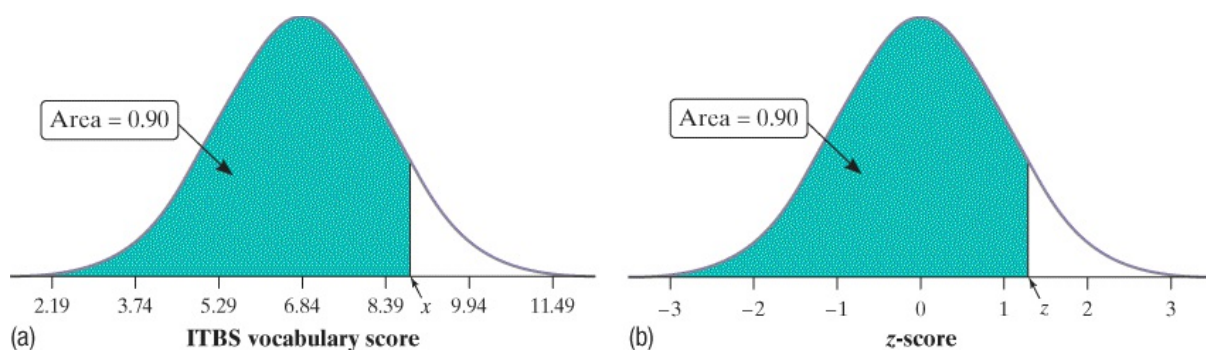 Area = 0.90
2.19 3.74 5.29 6.84 8.39 x 9.94 11.49
(a) ITBS vocabulary score
Area = 0.90
−3 −2 −1 0 1 z 2 3
(b) z-score